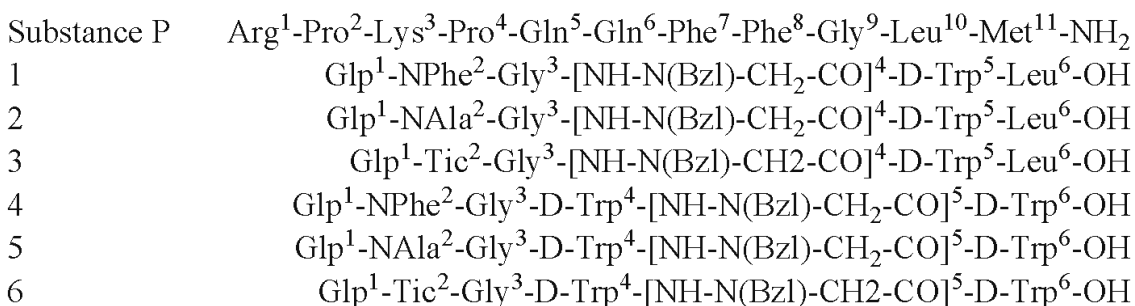 Substance P Arg¹-Pro²-Lys³-Pro⁴-Gln⁵-Gln⁶-Phe⁷-Phe⁸-Gly⁹-Leu¹⁰-Met¹¹-NH₂
1 Glp¹-NPhe²-Gly³-[NH-N(Bzl)-CH₂-CO]⁴-D-Trp⁵-Leu⁶-OH
2 Glp¹-NAla²-Gly³-[NH-N(Bzl)-CH₂-CO]⁴-D-Trp⁵-Leu⁶-OH
3 Glp¹-Tic²-Gly³-[NH-N(Bzl)-CH2-CO]⁴-D-Trp⁵-Leu⁶-OH
4 Glp¹-NPhe²-Gly³-D-Trp⁴-[NH-N(Bzl)-CH₂-CO]⁵-D-Trp⁶-OH
5 Glp¹-NAla²-Gly³-D-Trp⁴-[NH-N(Bzl)-CH₂-CO]⁵-D-Trp⁶-OH
6 Glp¹-Tic²-Gly³-D-Trp⁴-[NH-N(Bzl)-CH2-CO]⁵-D-Trp⁶-OH